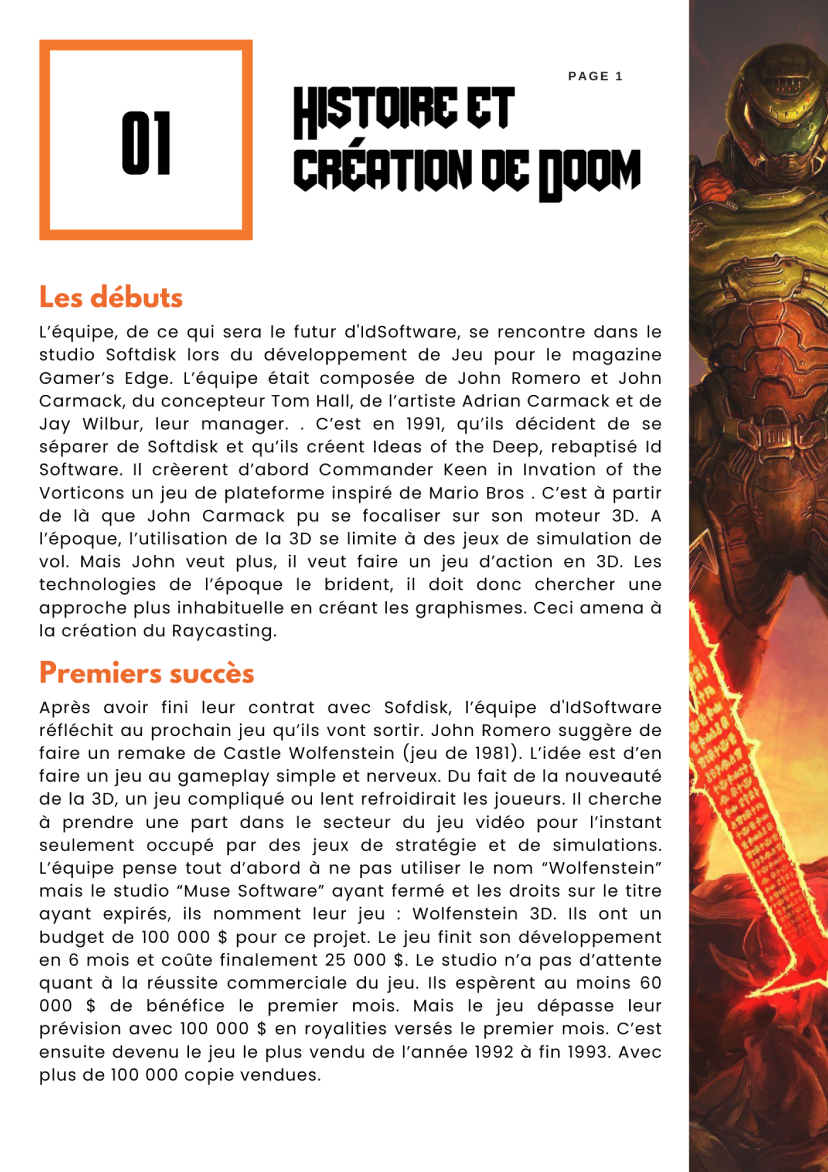 PAGE 1
01
Histoire et
création de Doom
Les débuts
L’équipe, de ce qui sera le futur d'IdSoftware, se rencontre dans le
studio Softdisk lors du développement de Jeu pour le magazine
Gamer’s Edge. L’équipe était composée de John Romero et John
Carmack, du concepteur Tom Hall, de l’artiste Adrian Carmack et de
Jay Wilbur, leur manager. . C’est en 1991, qu’ils décident de se
séparer de Softdisk et qu’ils créent Ideas of the Deep, rebaptisé Id
Software. Il crèerent d’abord Commander Keen in Invation of the
Vorticons un jeu de plateforme inspiré de Mario Bros . C’est à partir
de là que John Carmack pu se focaliser sur son moteur 3D. A
l’époque, l’utilisation de la 3D se limite à des jeux de simulation de
vol. Mais John veut plus, il veut faire un jeu d’action en 3D. Les
technologies de l’époque le brident, il doit donc chercher une
approche plus inhabituelle en créant les graphismes. Ceci amena à
la création du Raycasting.
Premiers succès
Après avoir fini leur contrat avec Sofdisk, l’équipe d'IdSoftware
réfléchit au prochain jeu qu’ils vont sortir. John Romero suggère de
faire un remake de Castle Wolfenstein (jeu de 1981). L’idée est d’en
faire un jeu au gameplay simple et nerveux. Du fait de la nouveauté
de la 3D, un jeu compliqué ou lent refroidirait les joueurs. Il cherche
à prendre une part dans le secteur du jeu vidéo pour l’instant
seulement occupé par des jeux de stratégie et de simulations.
L’équipe pense tout d’abord à ne pas utiliser le nom “Wolfenstein”
mais le studio “Muse Software” ayant fermé et les droits sur le titre
ayant expirés, ils nomment leur jeu : Wolfenstein 3D. Ils ont un
budget de 100 000 $ pour ce projet. Le jeu finit son développement
en 6 mois et coûte finalement 25 000 $. Le studio n’a pas d’attente
quant à la réussite commerciale du jeu. Ils espèrent au moins 60
000 $ de bénéfice le premier mois. Mais le jeu dépasse leur
prévision avec 100 000 $ en royalities versés le premier mois. C’est
ensuite devenu le jeu le plus vendu de l’année 1992 à fin 1993. Avec
plus de 100 000 copie vendues.